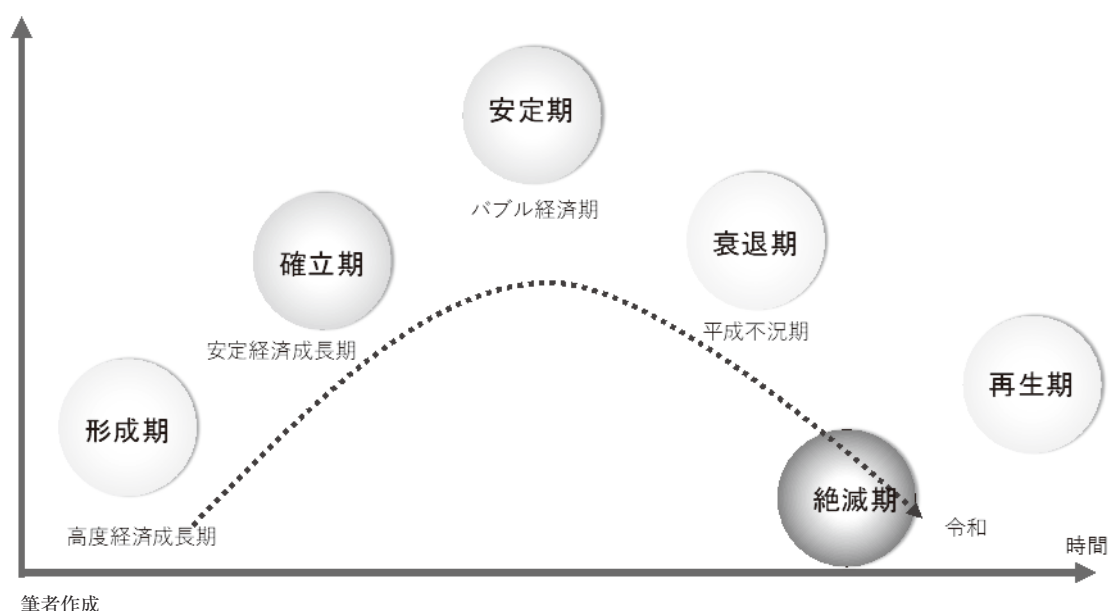 安定期
バブル経済期
確立期
安定経済成長期
衰退期
平成不況期
形成期
高度経済成長期
再生期
絶滅期
令和
時間
筆者作成